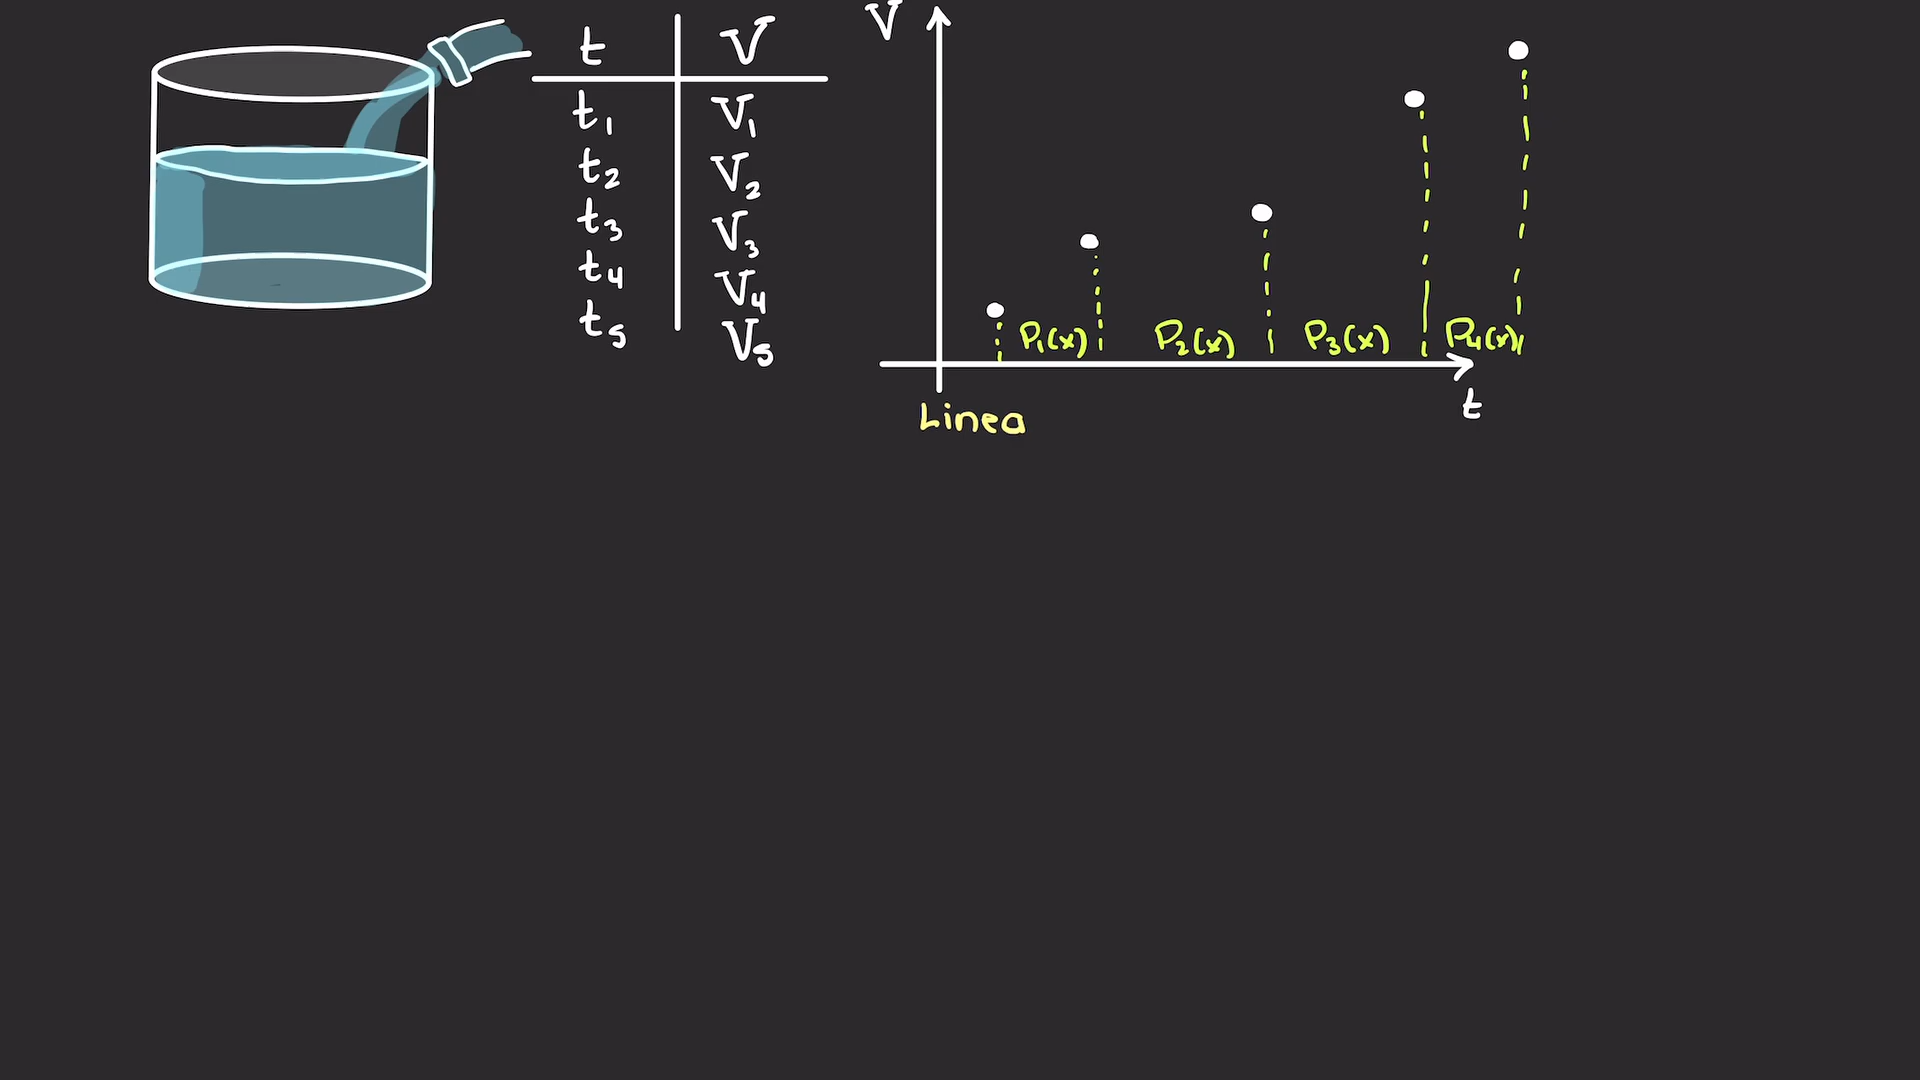 t V
t₁ V₁
t₂ V₂
t₃ V₃
t₄ V₄
t₅ V₅
V
P₁(x) P₂(x) P₃(x) P₄(x)
t
Linea